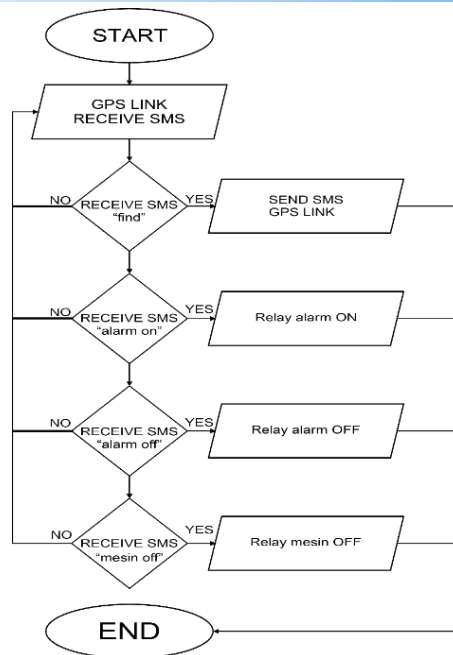 START
GPS LINK
RECEIVE SMS
NO
RECEIVE SMS
"find"
YES
SEND SMS
GPS LINK
NO
RECEIVE SMS
"alarm on"
YES
Relay alarm ON
NO
RECEIVE SMS
"alarm off"
YES
Relay alarm OFF
NO
RECEIVE SMS
"mesin off"
YES
Relay mesin OFF
END